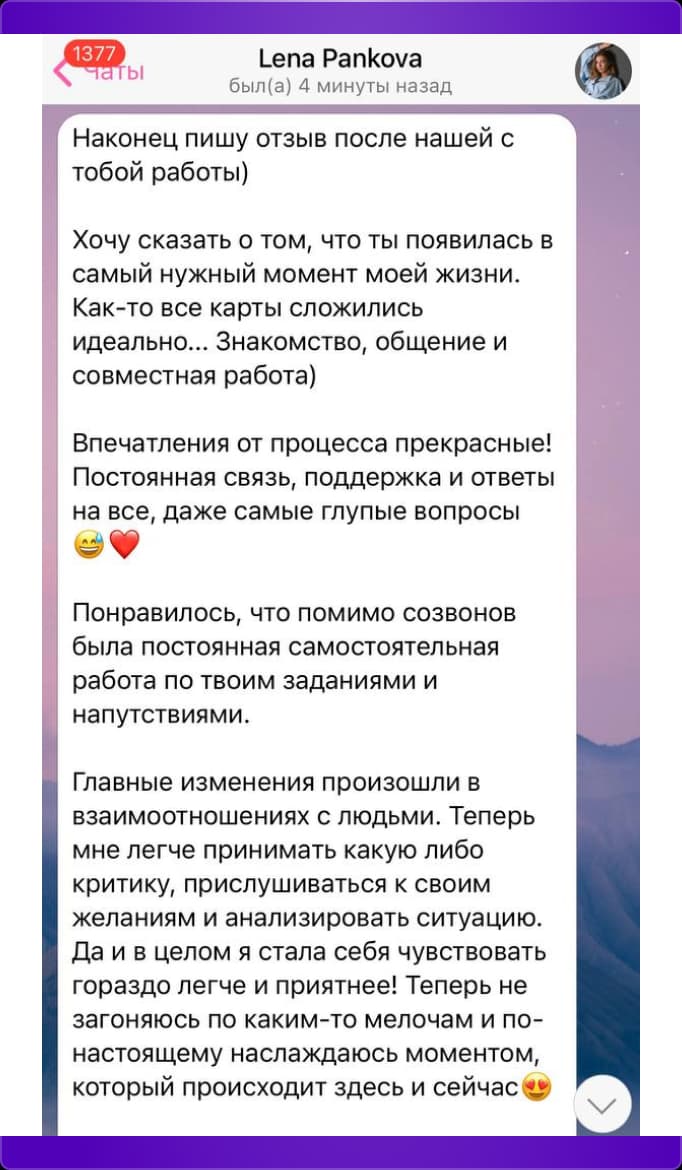 1377
Чаты
Lena Pankova
был(а) 4 минуты назад
Наконец пишу отзыв после нашей с
тобой работы)
Хочу сказать о том, что ты появилась в
самый нужный момент моей жизни.
Как-то все карты сложились
идеально... Знакомство, общение и
совместная работа)
Впечатления от процесса прекрасные!
Постоянная связь, поддержка и ответы
на все, даже самые глупые вопросы
😅❤️
Понравилось, что помимо созвонов
была постоянная самостоятельная
работа по твоим заданиями и
напутствиями.
Главные изменения произошли в
взаимоотношениях с людьми. Теперь
мне легче принимать какую либо
критику, прислушиваться к своим
желаниям и анализировать ситуацию.
Да и в целом я стала себя чувствовать
гораздо легче и приятнее! Теперь не
загоняюсь по каким-то мелочам и по-
настоящему наслаждаюсь моментом,
который происходит здесь и сейчас😍